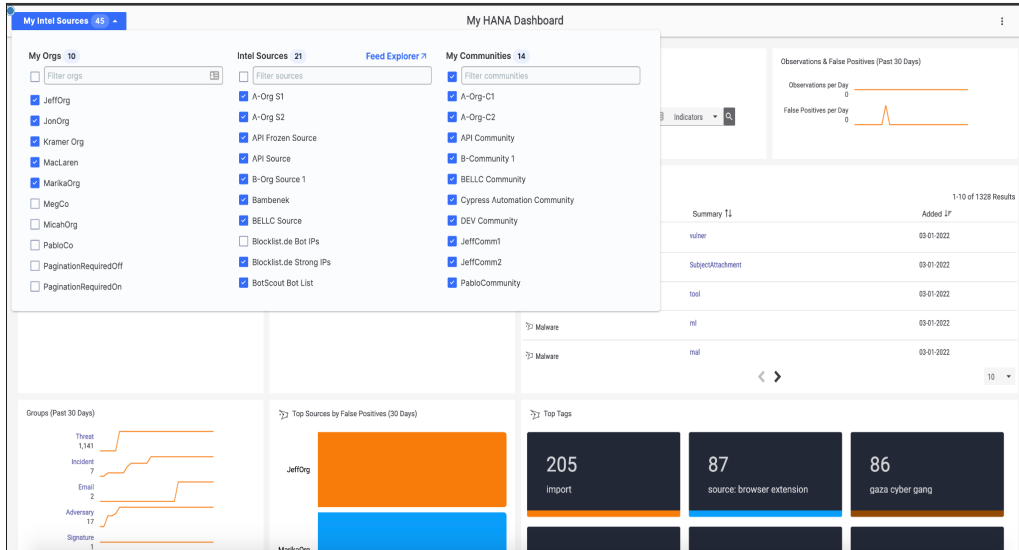 My Intel Sources 45
My HANA Dashboard
My Orgs 10
Filter orgs
JeffOrg
JonOrg
Kramer Org
MacLaren
MarikaOrg
MegCo
MicahOrg
PabloCo
PaginationRequiredOff
PaginationRequiredOn
Intel Sources 21
Feed Explorer
Filter sources
A-Org S1
A-Org S2
API Frozen Source
API Source
B-Org Source 1
Bambenek
BELLC Source
Blocklist.de Bot IPs
Blocklist.de Strong IPs
BotScout Bot List
My Communities 14
Filter communities
A-Org-C1
A-Org-C2
API Community
B-Community 1
BELLC Community
Cypress Automation Community
DEV Community
JeffComm1
JeffComm2
PabloCommunity
Indicators
Observations & False Positives (Past 30 Days)
Observations per Day
0
False Positives per Day
0
1-10 of 1328 Results
Summary Added
vulner 03-01-2022
SubjectAttachment 03-01-2022
tool 03-01-2022
Malware ml 03-01-2022
Malware mal 03-01-2022
10
Groups (Past 30 Days)
Threat
1,141
Incident
7
Email
2
Adversary
17
Signature
1
Top Sources by False Positives (30 Days)
JeffOrg
MarikaOrg
Top Tags
205
import
87
source: browser extension
86
gaza cyber gang